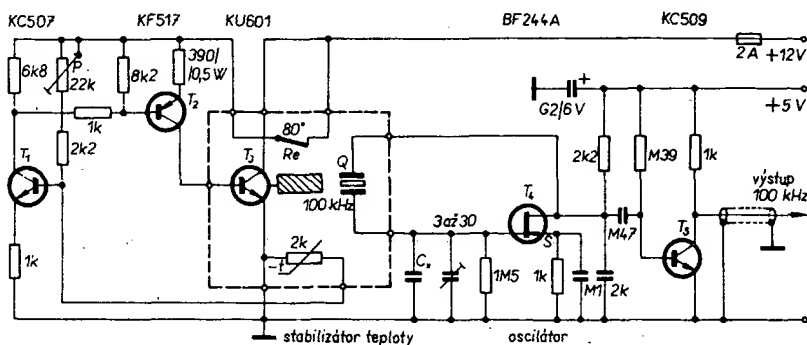 KC507 KF517 KU601 BF244A KC509
2A +12V
6k8 P 22k 8k2 390/ /0,5W
G2/6V + +5V
T2
1k
80°
Re
2k2 M39 1k
T1 2k2 T3 Q
100 kHz
T4
výstup
100 kHz
3až30
S M47 T5
1k 2k
-t
Cx 1M5 1k M1 2k
stabilizátor teploty oscilátor